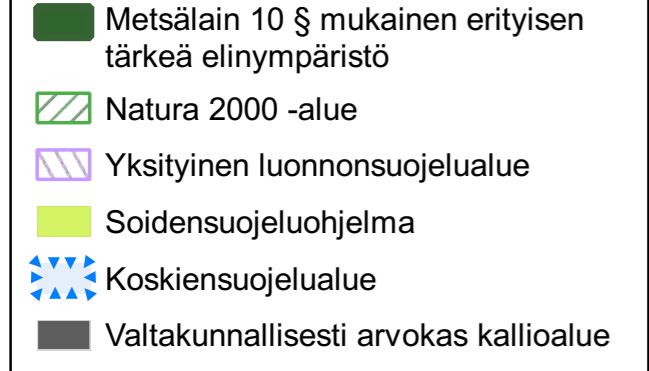 Metsälain 10 § mukainen erityisen
tärkeä elinympäristö
Natura 2000 -alue
Yksityinen luonnonsuojelualue
Soidensuojeluohjelma
Koskiensuojelualue
Valtakunnallisesti arvokas kallioalue